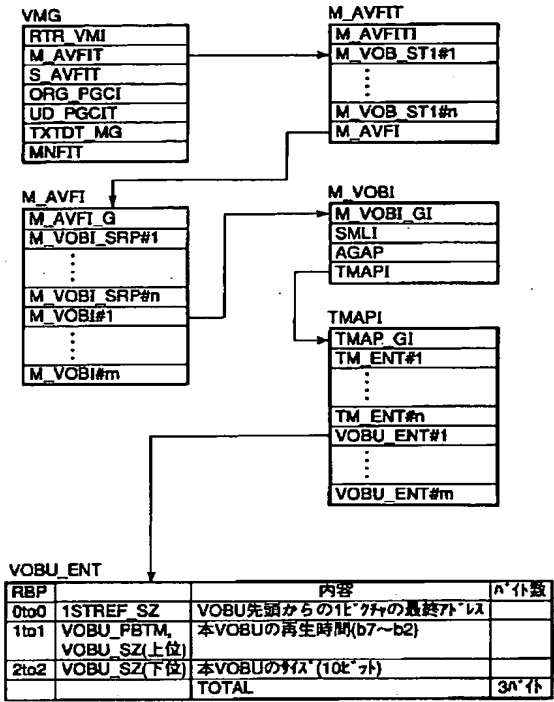 VMG
RTR_VMI
M_AVFIT
S_AVFIT
ORG_PGCI
UD_PGCIT
TXTDT_MG
MNFIT
M_AVFIT
M_AVFITI
M_VOB_ST1#1
M_VOB_ST1#n
M_AVFI
M_AVFI
M_AVFI_G
M_VOBI_SRP#1
M_VOBI_SRP#n
M_VOBI#1
M_VOBI#m
M_VOBI
M_VOBI_GI
SMLI
AGAP
TMAPI
TMAPI
TMAP_GI
TM_ENT#1
TM_ENT#n
VOBU_ENT#1
VOBU_ENT#m
VOBU_ENT
RBP 内容 バイト数
0to0 1STREF_SZ VOBU先頭からの1ピクチャの最終アドレス
1to1 VOBU_PBTM, 本VOBUの再生時間(b7～b2)
VOBU_SZ(上位)
2to2 VOBU_SZ(下位) 本VOBUのサイズ(10ビット)
TOTAL 3バイト